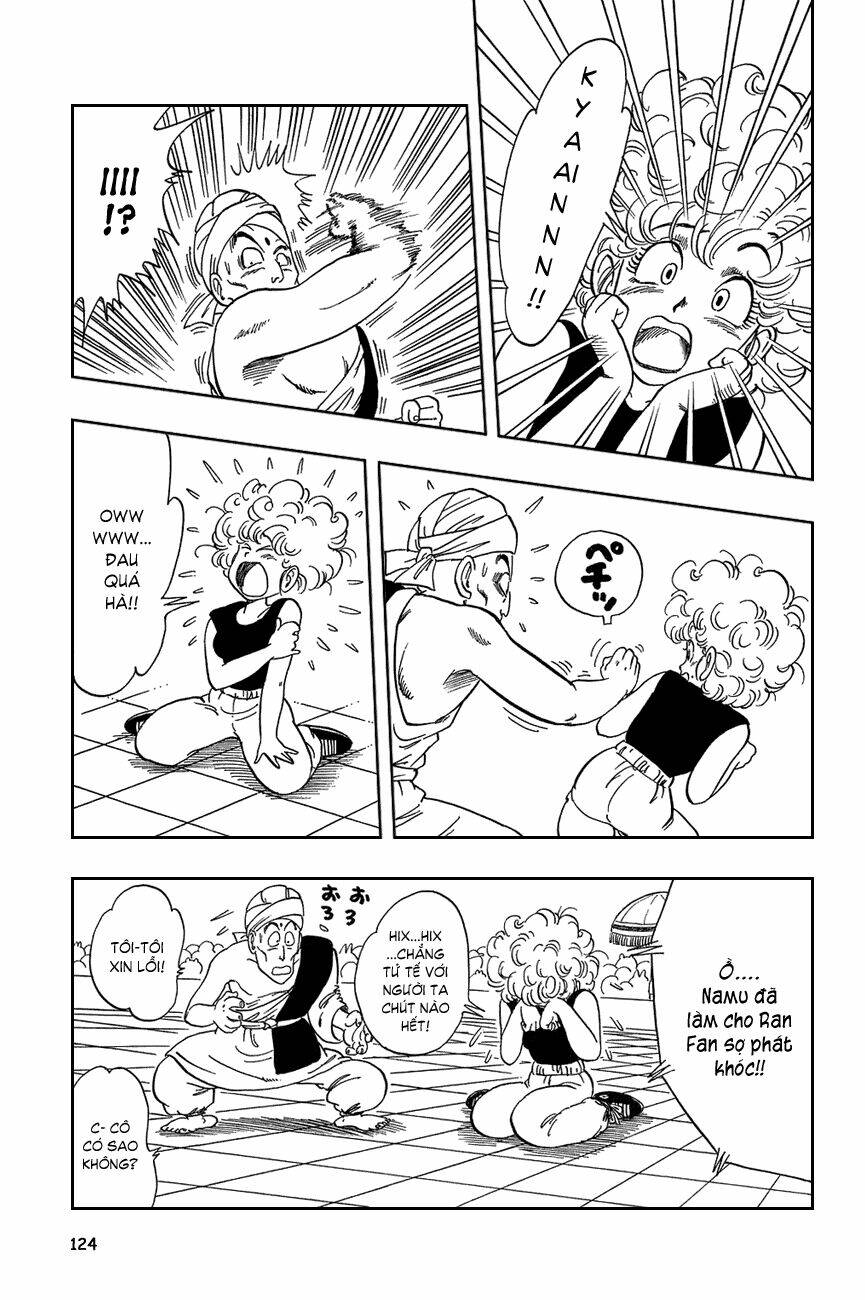 K
Y
A
A
I
N
N
N
N
!!
!!!!
!?
ペチッ
OWW
WWW...
ĐAU
QUÁ
HÀ!!
Ồ....
Namu đã
làm cho Ran
Fan sợ phát
khóc!!
HIX...HIX
...CHẲNG
TỬ TẾ VỚI
NGƯỜI TA
CHÚT NÀO
HẾT!
おろ
おろ
TÔI-TÔI
XIN LỖI!
C- CÔ
CÓ SAO
KHÔNG?
124